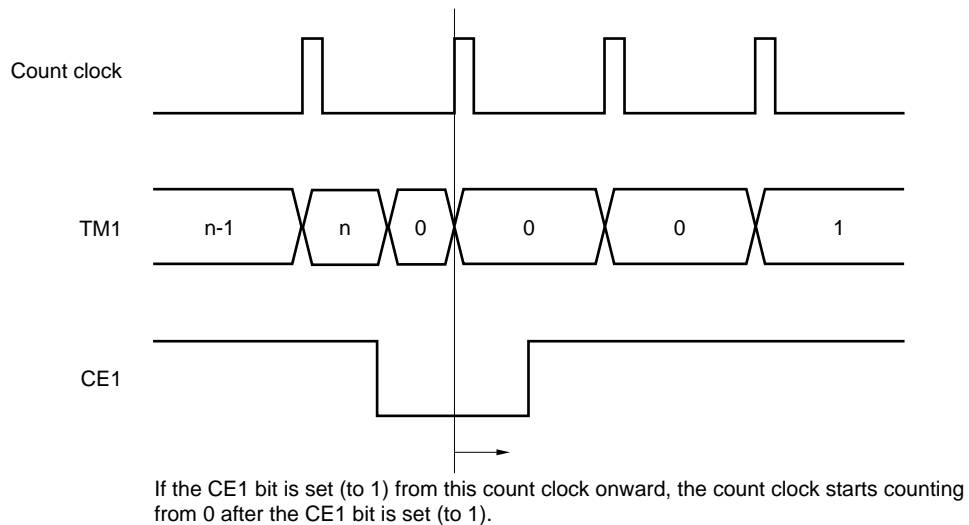 Count clock
TM1
n-1 n 0 0 0 1
CE1
If the CE1 bit is set (to 1) from this count clock onward, the count clock starts counting
from 0 after the CE1 bit is set (to 1).